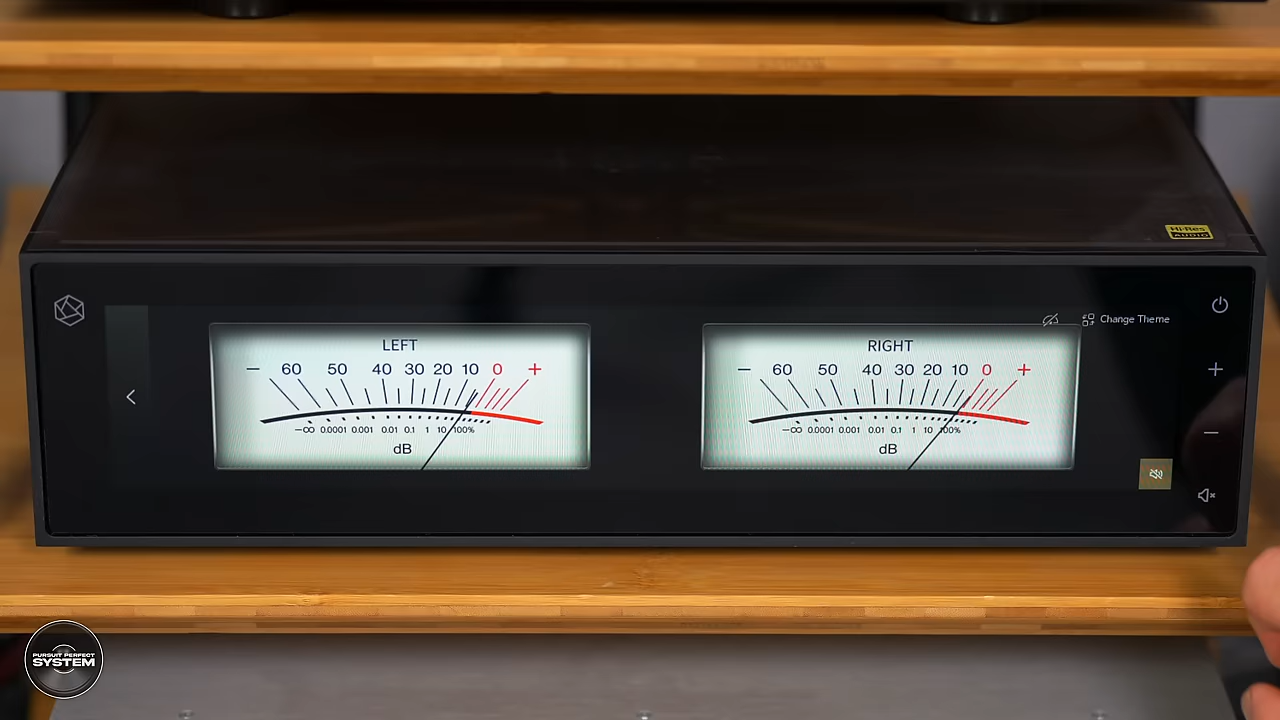 Hi-Res
AUDIO
Change Theme
LEFT
− 60 50 40 30 20 10 0 +
−∞ 0.0001 0.001 0.01 0.1 1 10 100%
dB
RIGHT
− 60 50 40 30 20 10 0 +
−∞ 0.0001 0.001 0.01 0.1 1 10 100%
dB
PURSUIT PERFECT
SYSTEM